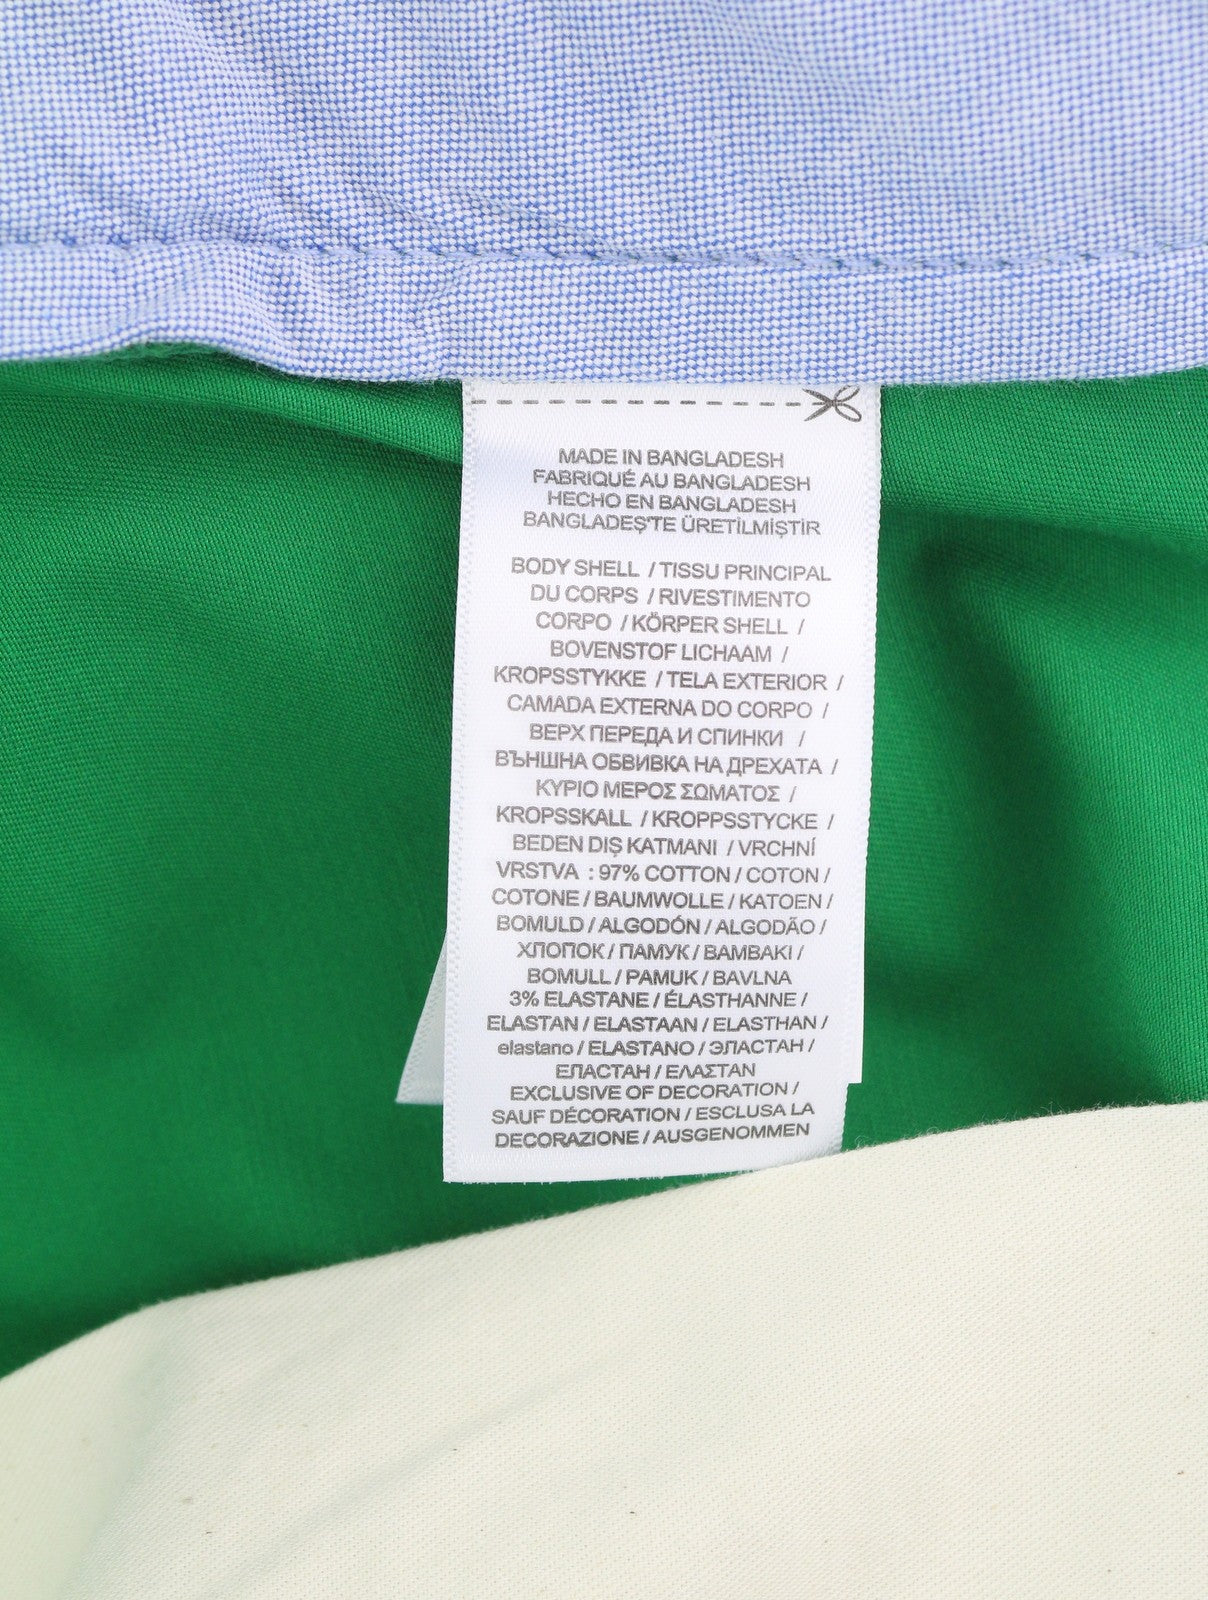 MADE IN BANGLADESH
FABRIQUÉ AU BANGLADESH
HECHO EN BANGLADESH
BANGLADEŞ'TE ÜRETİLMİŞTİR
BODY SHELL / TISSU PRINCIPAL
DU CORPS / RIVESTIMENTO
CORPO / KÖRPER SHELL /
BOVENSTOF LICHAAM /
KROPSSTYKKE / TELA EXTERIOR /
CAMADA EXTERNA DO CORPO /
ВЕРХ ПЕРЕДА И СПИНКИ /
ВЪНШНА ОБВИВКА НА ДРЕХАТА /
ΚΥΡΙΟ ΜΕΡΟΣ ΣΩΜΑΤΟΣ /
KROPSSKALL / KROPPSSTYCKE /
BEDEN DIŞ KATMANI / VRCHNÍ
VRSTVA : 97% COTTON / COTON /
COTONE / BAUMWOLLE / KATOEN /
BOMULD / ALGODÓN / ALGODÃO /
ХЛОПОК / ПАМУК / ΒΑΜΒΑΚΙ /
BOMULL / PAMUK / BAVLNA
3% ELASTANE / ÉLASTHANNE /
ELASTAN / ELASTAAN / ELASTHAN /
elastano / ELASTANO / ЭЛАСТАН /
ЕЛАСТАН / ΕΛΑΣΤΑΝ
EXCLUSIVE OF DECORATION /
SAUF DÉCORATION / ESCLUSA LA
DECORAZIONE / AUSGENOMMEN